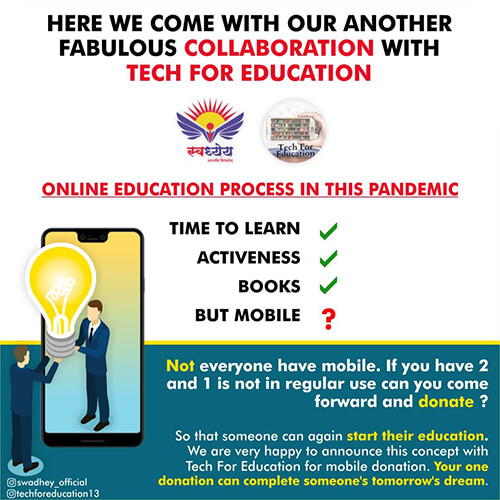 HERE WE COME WITH OUR ANOTHER
FABULOUS COLLABORATION WITH
TECH FOR EDUCATION
स्वध्येय
Tech For
Education
ONLINE EDUCATION PROCESS IN THIS PANDEMIC
TIME TO LEARN
ACTIVENESS
BOOKS
BUT MOBILE ?
Not everyone have mobile. If you have 2
and 1 is not in regular use can you come
forward and donate ?
So that someone can again start their education.
We are very happy to announce this concept with
Tech For Education for mobile donation. Your one
donation can complete someone's tomorrow's dream.
@swadhey_official
@techforeducation13